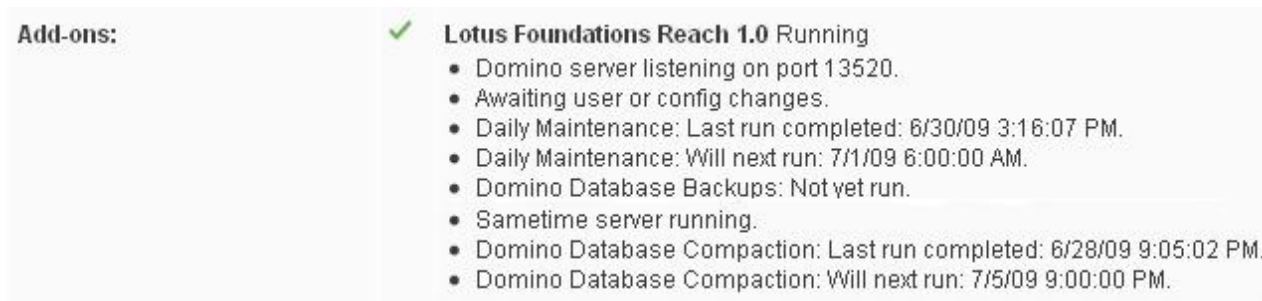 Add-ons:
Lotus Foundations Reach 1.0 Running
• Domino server listening on port 13520.
• Awaiting user or config changes.
• Daily Maintenance: Last run completed: 6/30/09 3:16:07 PM.
• Daily Maintenance: Will next run: 7/1/09 6:00:00 AM.
• Domino Database Backups: Not yet run.
• Sametime server running.
• Domino Database Compaction: Last run completed: 6/28/09 9:05:02 PM.
• Domino Database Compaction: Will next run: 7/5/09 9:00:00 PM.